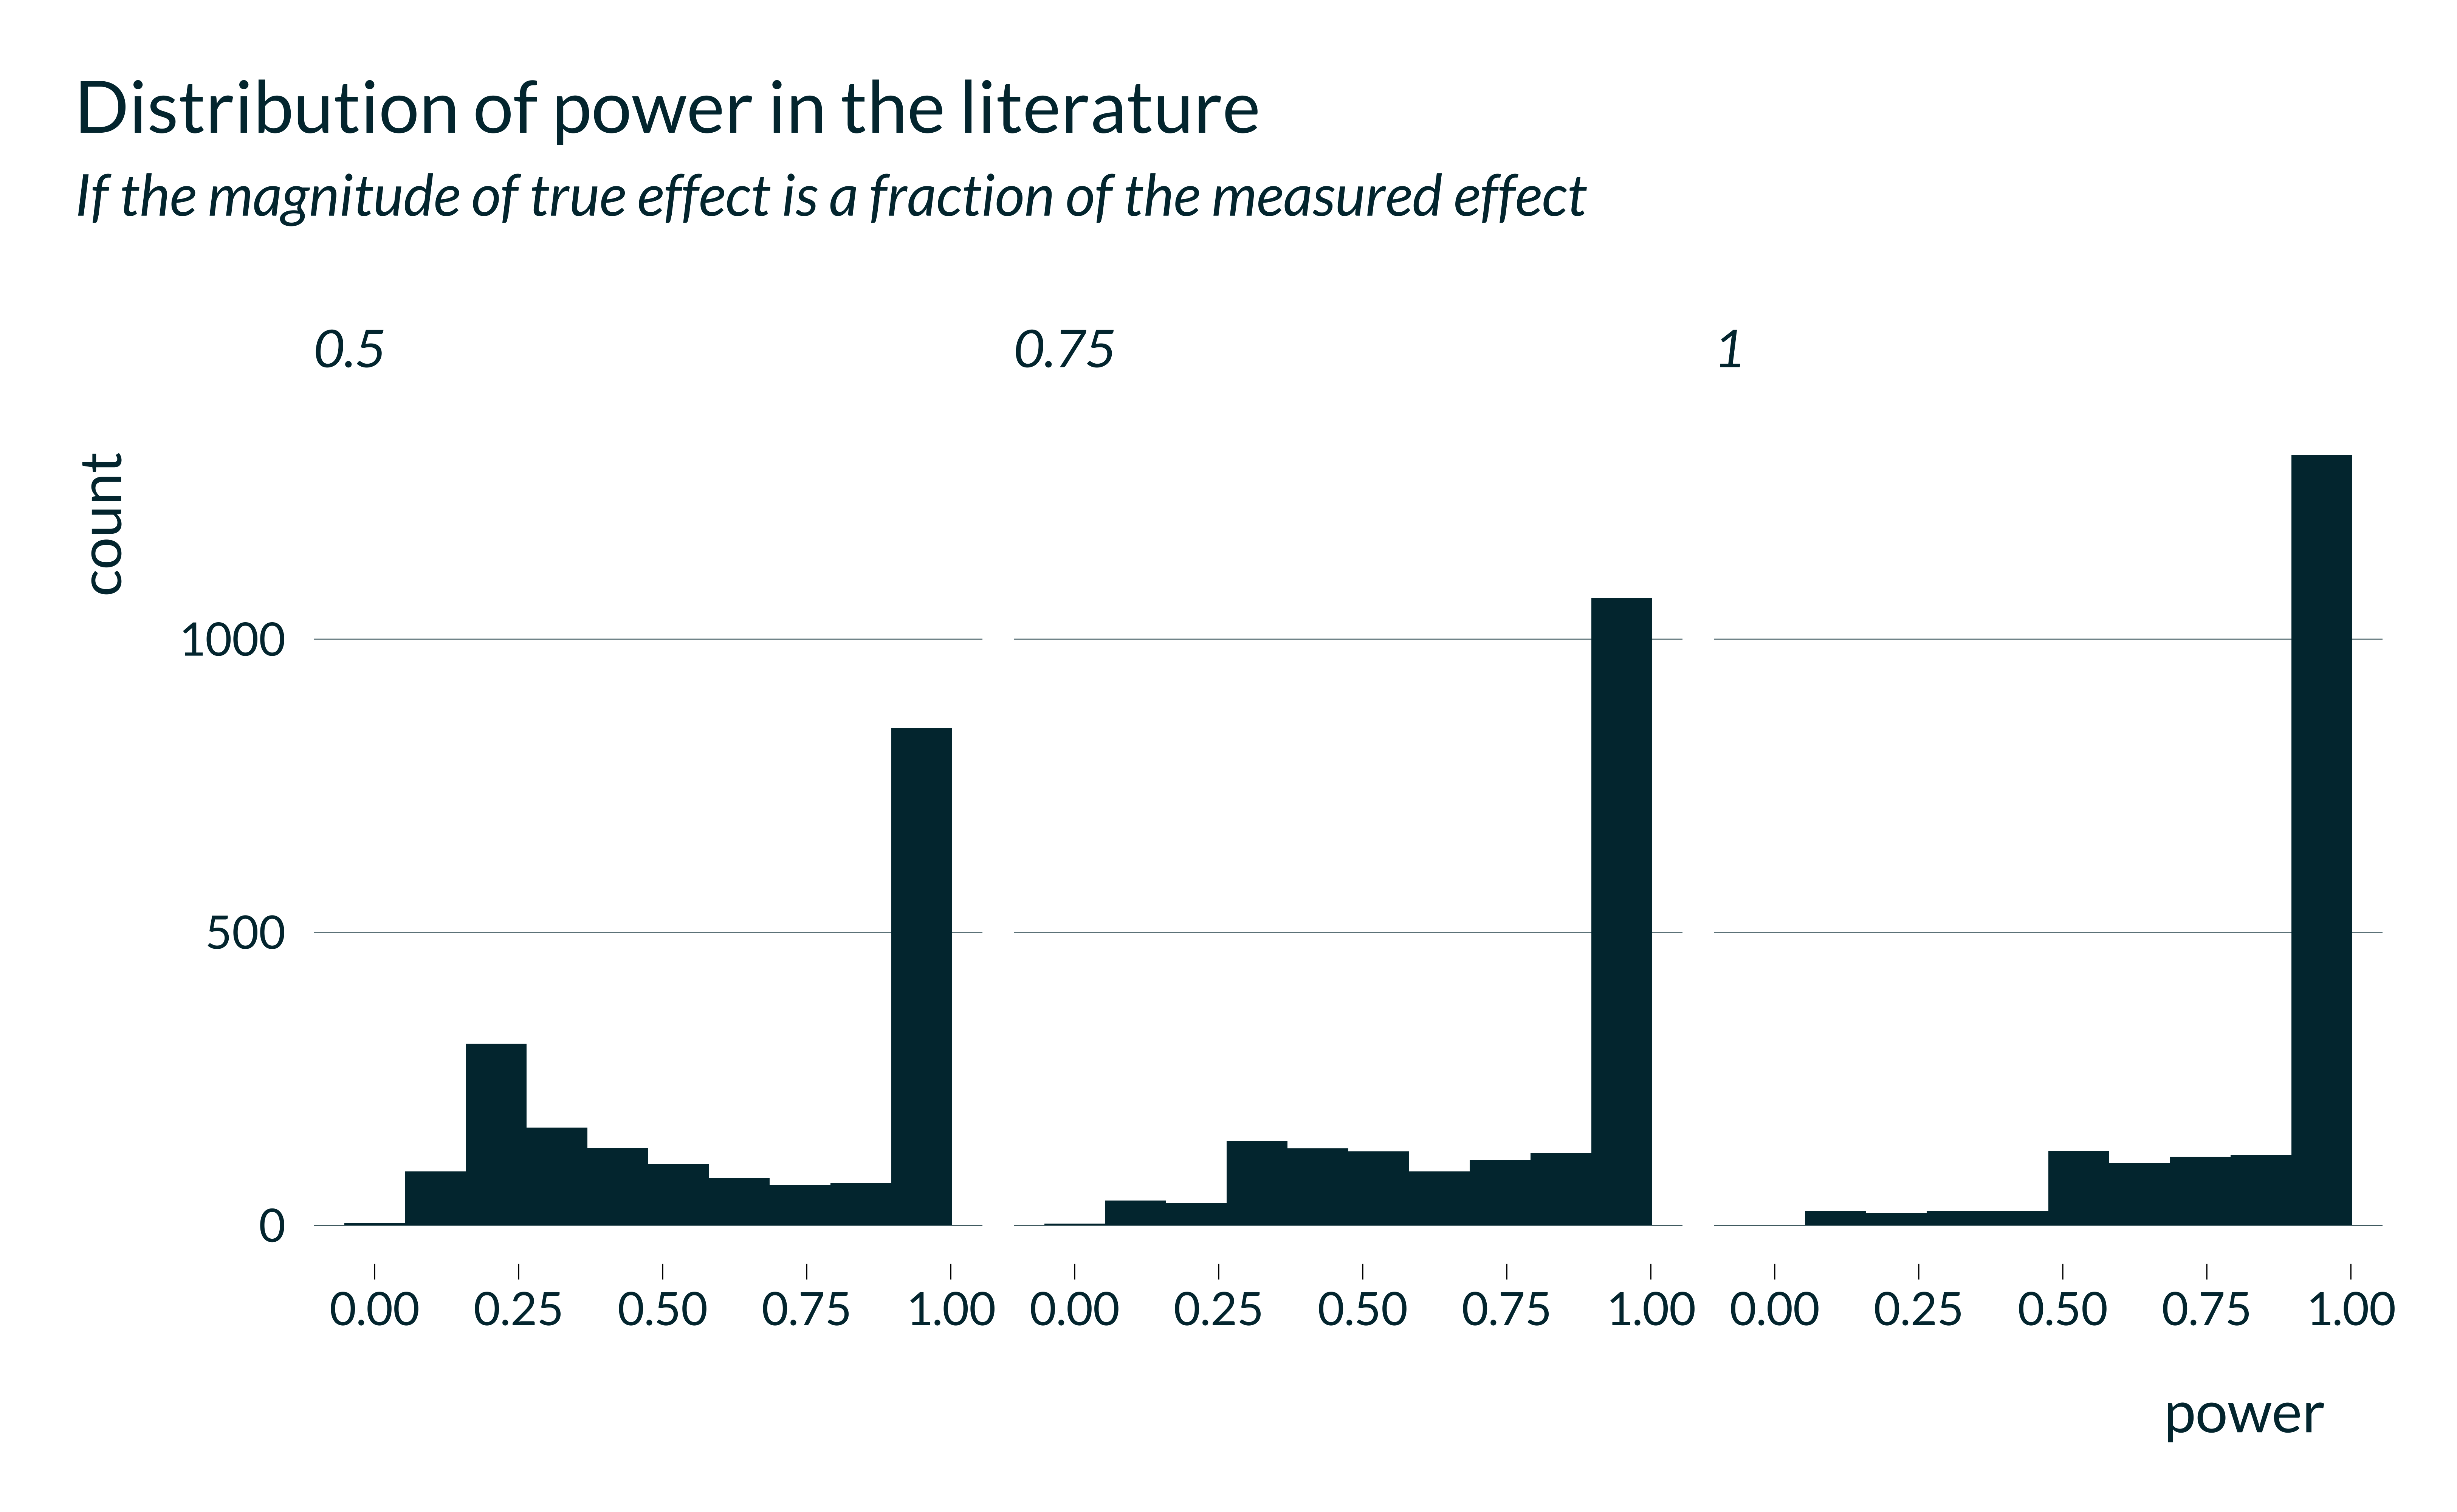 Distribution of power in the literature
If the magnitude of true effect is a fraction of the measured effect
0.5 0.75 1
count
1000
500
0
0.00 0.25 0.50 0.75 1.00 0.00 0.25 0.50 0.75 1.00 0.00 0.25 0.50 0.75 1.00
power